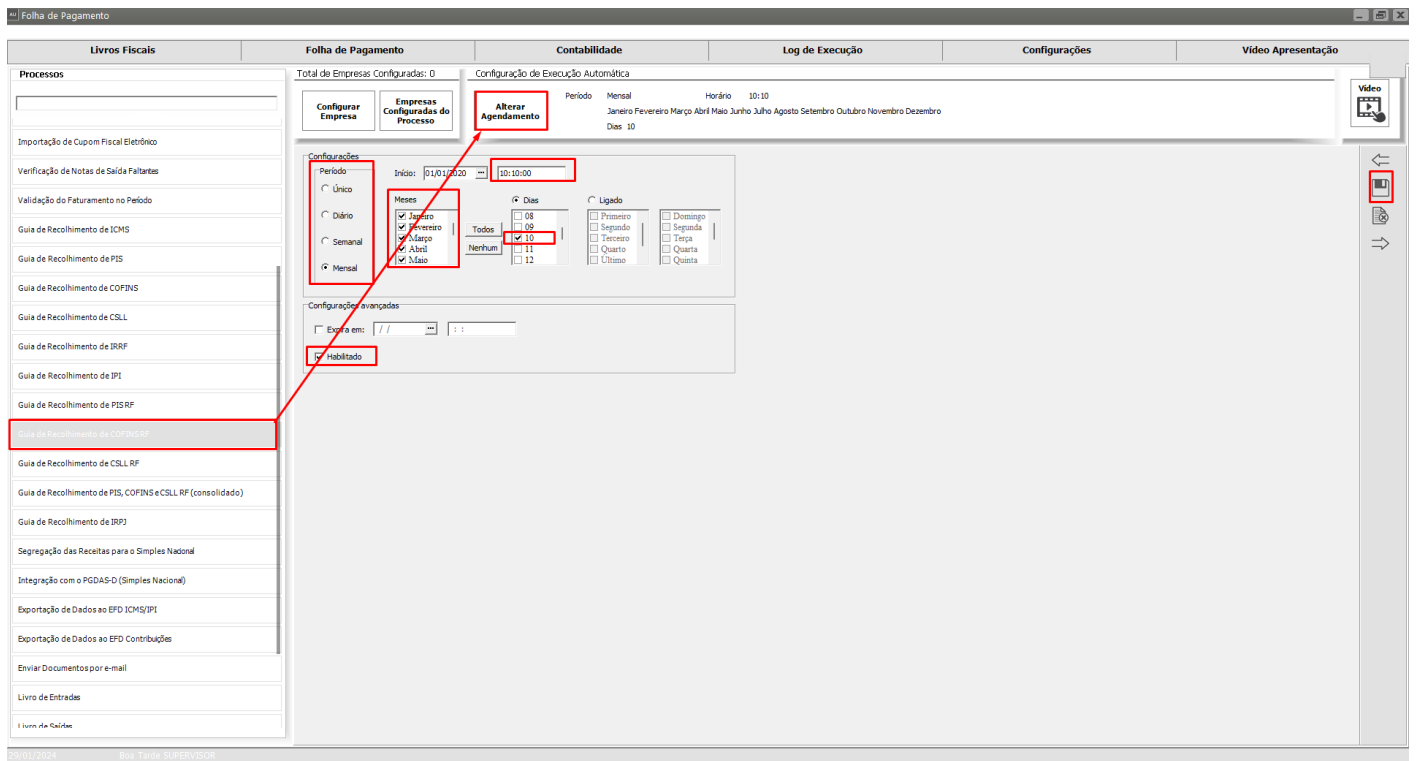 AU Folha de Pagamento
Livros Fiscais
Folha de Pagamento
Contabilidade
Log de Execução
Configurações
Vídeo Apresentação
Processos
Importação de Cupom Fiscal Eletrônico
Verificação de Notas de Saída Faltantes
Validação do Faturamento no Período
Guia de Recolhimento de ICMS
Guia de Recolhimento de PIS
Guia de Recolhimento de COFINS
Guia de Recolhimento de CSLL
Guia de Recolhimento de IRRF
Guia de Recolhimento de IPI
Guia de Recolhimento de PIS RF
Guia de Recolhimento de COFINS RF
Guia de Recolhimento de CSLL RF
Guia de Recolhimento de PIS, COFINS e CSLL RF (consolidado)
Guia de Recolhimento de IRPJ
Segregação das Receitas para o Simples Nacional
Integração com o PGDAS-D (Simples Nacional)
Exportação de Dados ao EFD ICMS/IPI
Exportação de Dados ao EFD Contribuições
Enviar Documentos por e-mail
Livro de Entradas
Livro de Saídas
Total de Empresas Configuradas: 0
Configurar
Empresa
Empresas
Configuradas do
Processo
Configuração de Execução Automática
Alterar
Agendamento
Período Mensal Horário 10:10
Janeiro Fevereiro Março Abril Maio Junho Julho Agosto Setembro Outubro Novembro Dezembro
Dias 10
Vídeo
Configurações
Período
Único
Diário
Semanal
Mensal
Início: 01/01/2020 ... 10:10:00
Meses
Janeiro
Fevereiro
Março
Abril
Maio
Todos
Nenhum
Dias
08
09
10
11
12
Ligado
Primeiro
Segundo
Terceiro
Quarto
Último
Domingo
Segunda
Terça
Quarta
Quinta
Configurações avançadas
Expira em: / / ... : :
Habilitado
29/01/2024 Boa Tarde SUPERVISOR